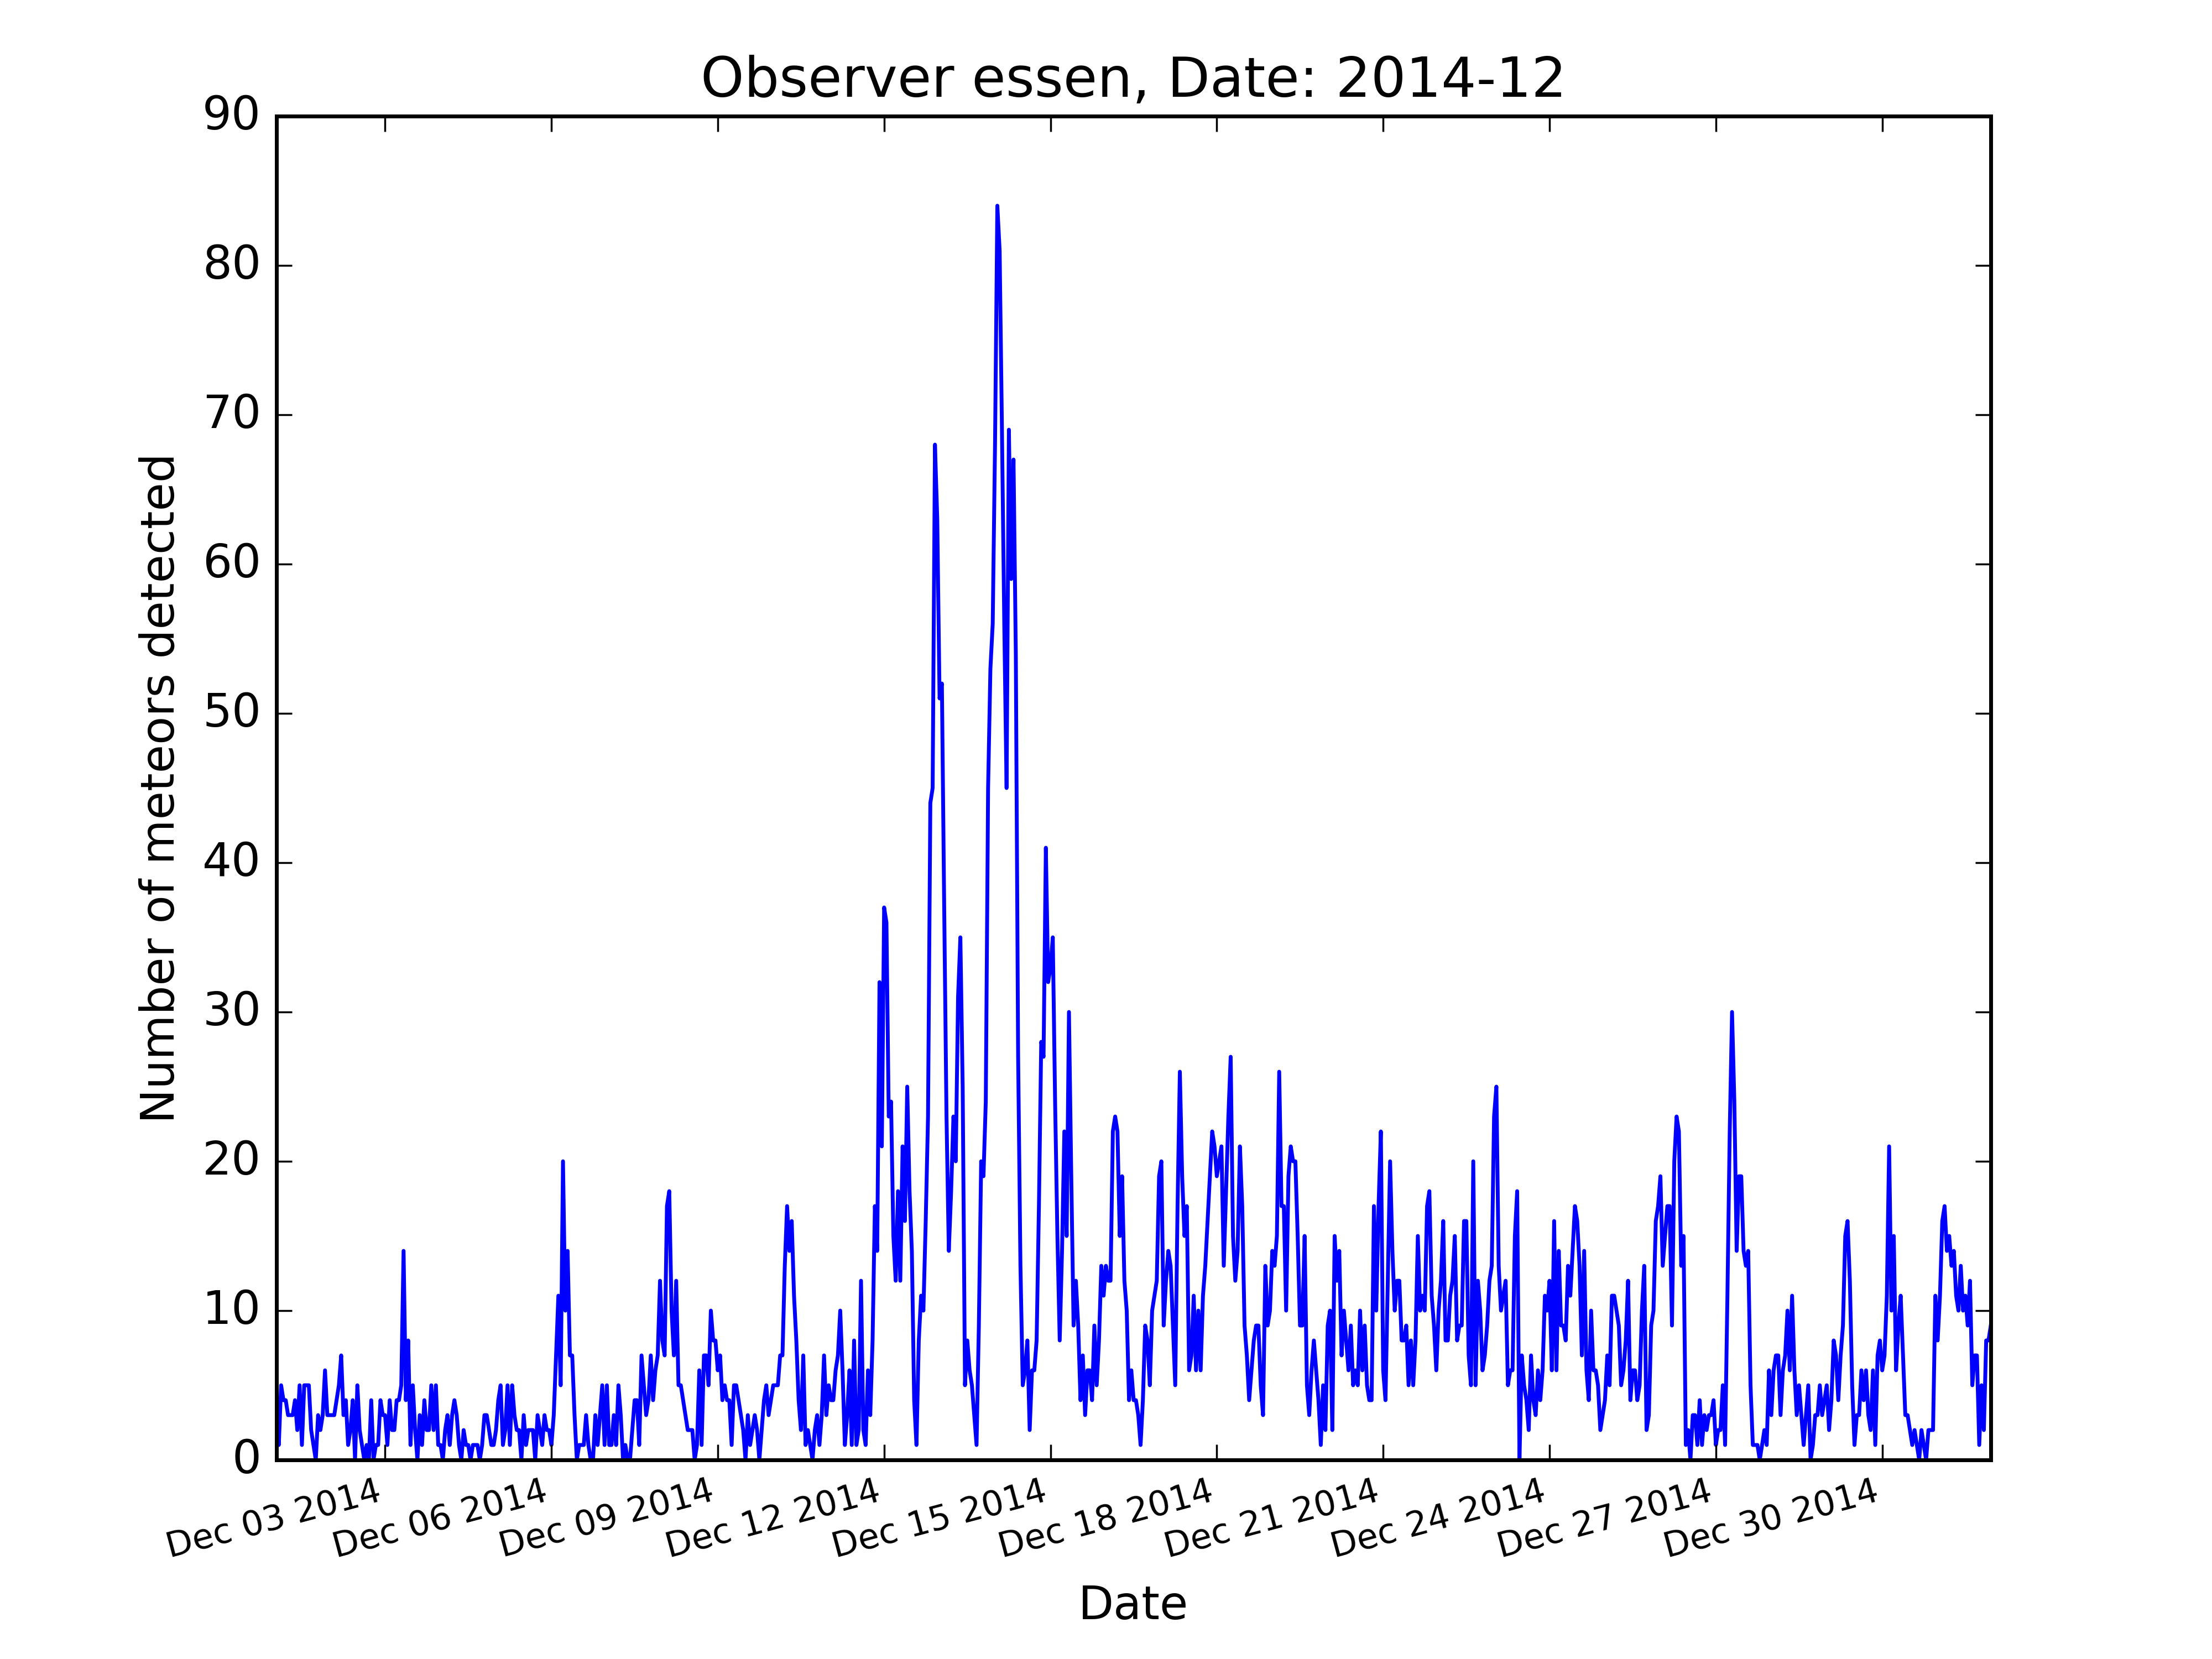 Observer essen, Date: 2014-12
90
80
70
60
50
40
30
20
10
0
Number of meteors detected
Dec 03 2014
Dec 06 2014
Dec 09 2014
Dec 12 2014
Dec 15 2014
Dec 18 2014
Dec 21 2014
Dec 24 2014
Dec 27 2014
Dec 30 2014
Date